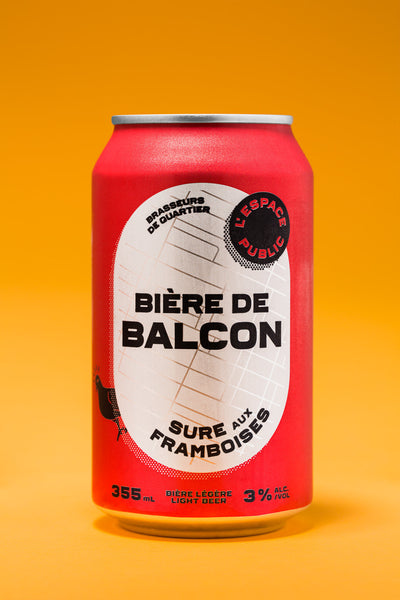 BRASSEURS
DE QUARTIER
L'ESPACE
PUBLIC
BIÈRE DE
BALCON
SURE AUX
FRAMBOISES
355 mL
BIÈRE LÉGÈRE
LIGHT BEER
3% ALC.
/VOL